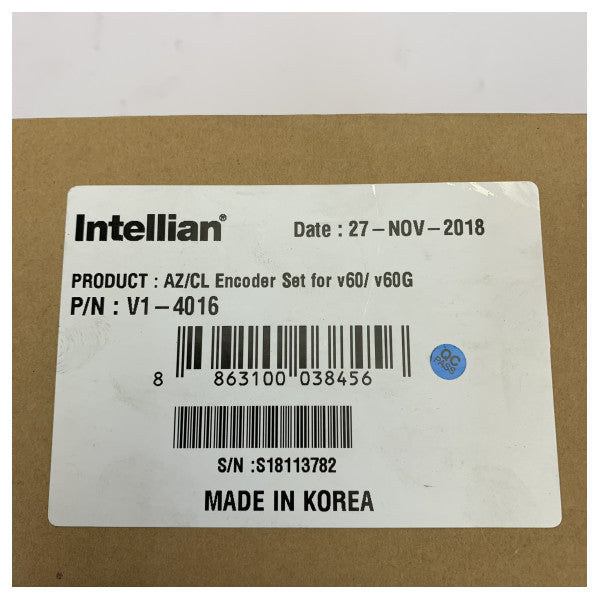 Intellian®
Date : 27-NOV-2018
PRODUCT : AZ/CL Encoder Set for v60/ v60G
P/N : V1-4016
8 863100 038456
QC
PASS
S/N :S18113782
MADE IN KOREA